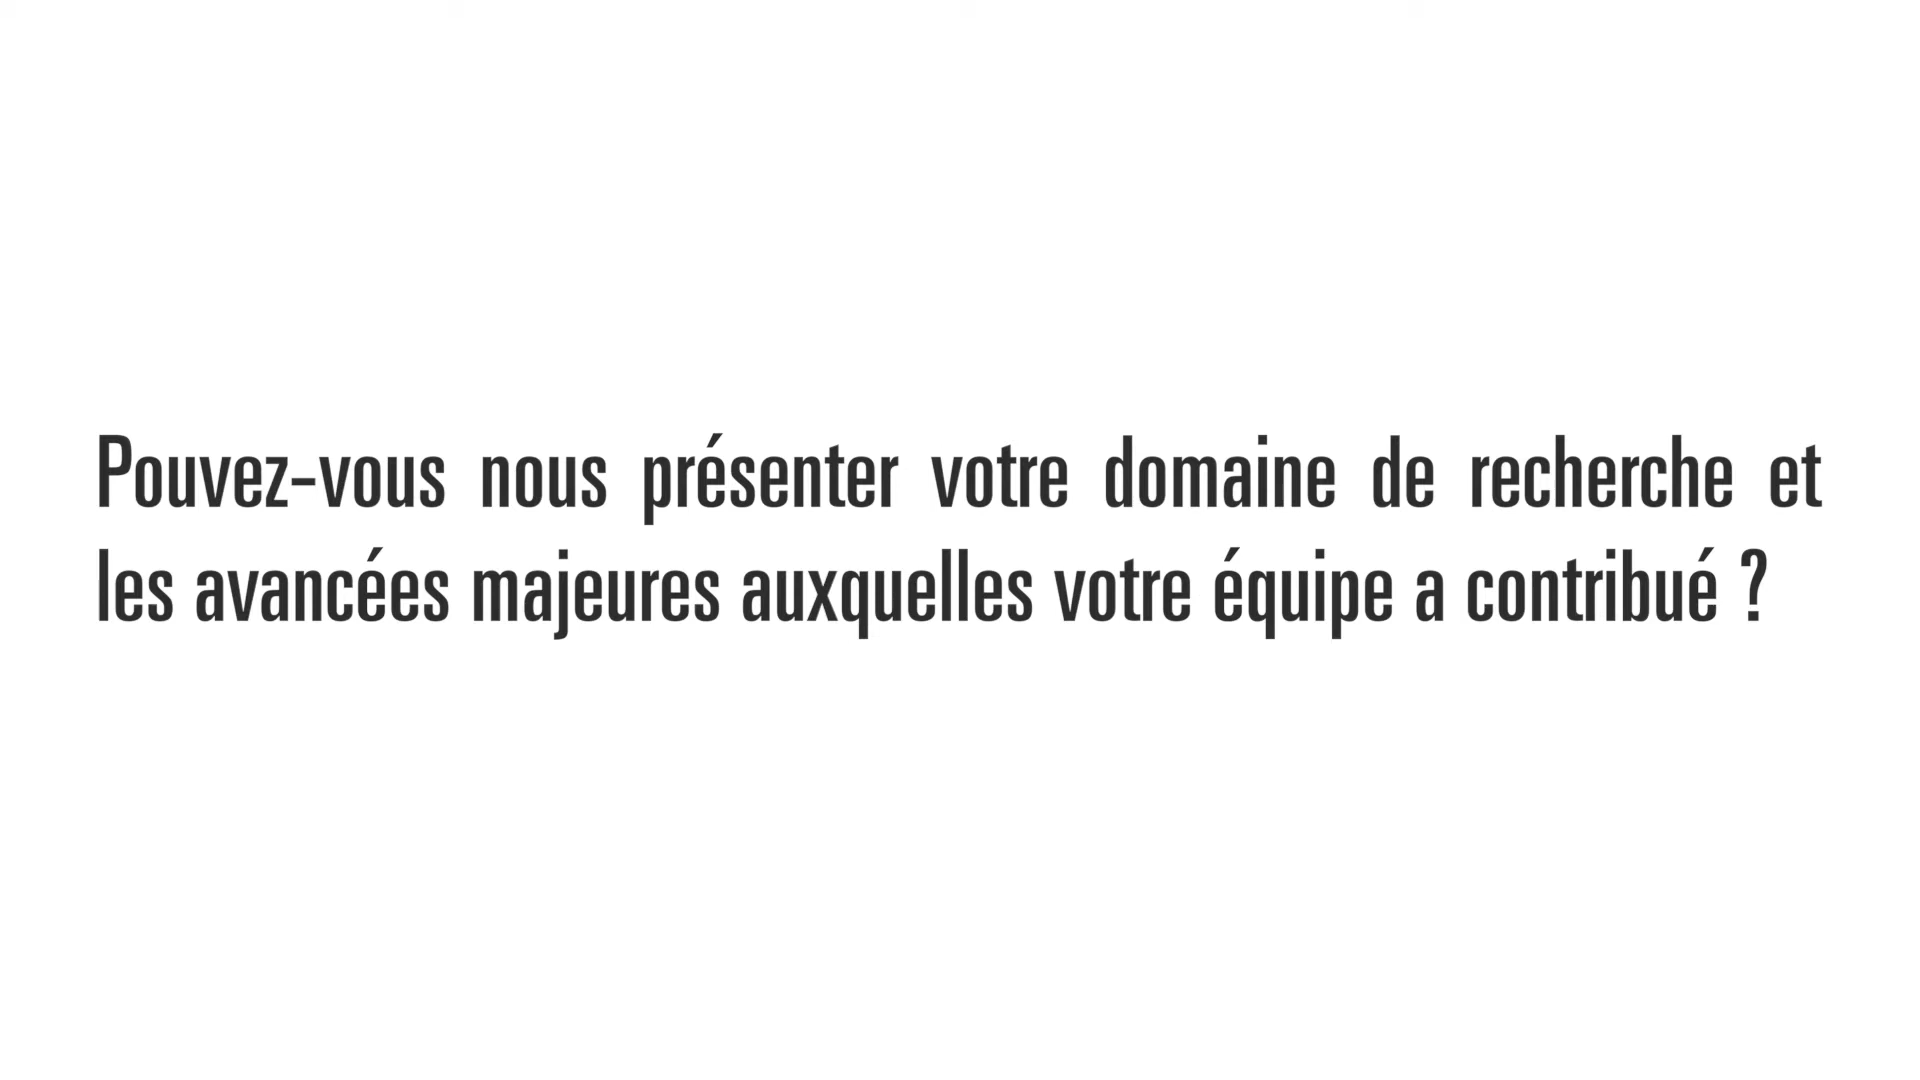 Pouvez-vous nous présenter votre domaine de recherche et
les avancées majeures auxquelles votre équipe a contribué ?